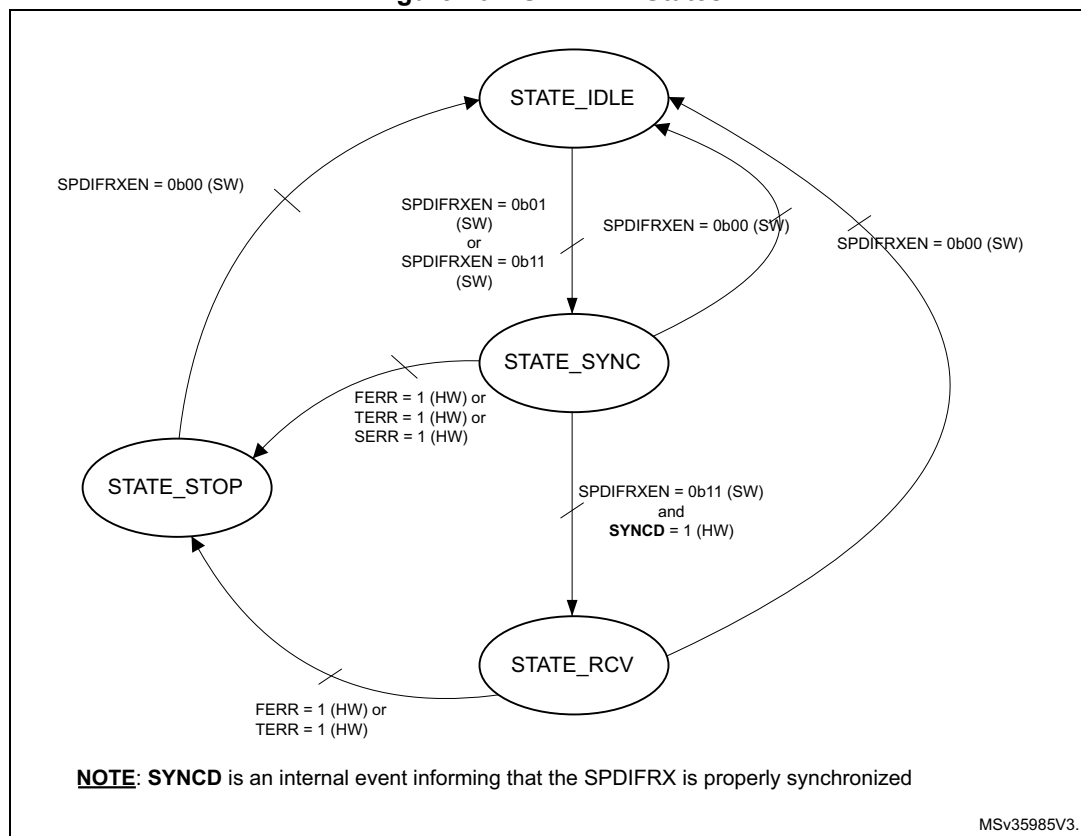 STATE_IDLE
SPDIFRXEN = 0b00 (SW)
SPDIFRXEN = 0b01
(SW)
or
SPDIFRXEN = 0b11
(SW)
SPDIFRXEN = 0b00 (SW)
SPDIFRXEN = 0b00 (SW)
STATE_SYNC
FERR = 1 (HW) or
TERR = 1 (HW) or
SERR = 1 (HW)
STATE_STOP
SPDIFRXEN = 0b11 (SW)
and
SYNCD = 1 (HW)
STATE_RCV
FERR = 1 (HW) or
TERR = 1 (HW)
NOTE: SYNCD is an internal event informing that the SPDIFRX is properly synchronized
MSv35985V3.